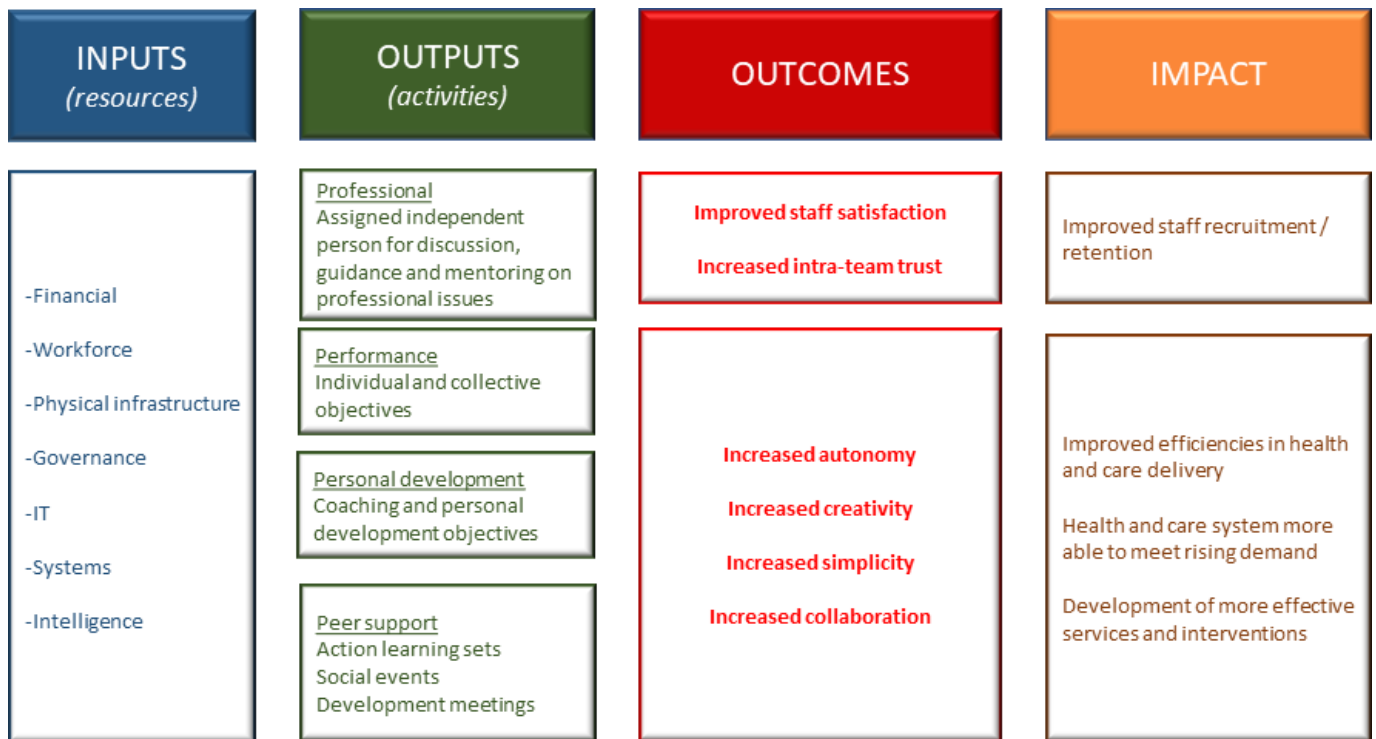 INPUTS
(resources)
OUTPUTS
(activities)
OUTCOMES
IMPACT
-Financial
-Workforce
-Physical infrastructure
-Governance
-IT
-Systems
-Intelligence
Professional
Assigned independent
person for discussion,
guidance and mentoring on
professional issues
Performance
Individual and collective
objectives
Personal development
Coaching and personal
development objectives
Peer support
Action learning sets
Social events
Development meetings
Improved staff satisfaction
Increased intra-team trust
Increased autonomy
Increased creativity
Increased simplicity
Increased collaboration
Improved staff recruitment /
retention
Improved efficiencies in health
and care delivery
Health and care system more
able to meet rising demand
Development of more effective
services and interventions